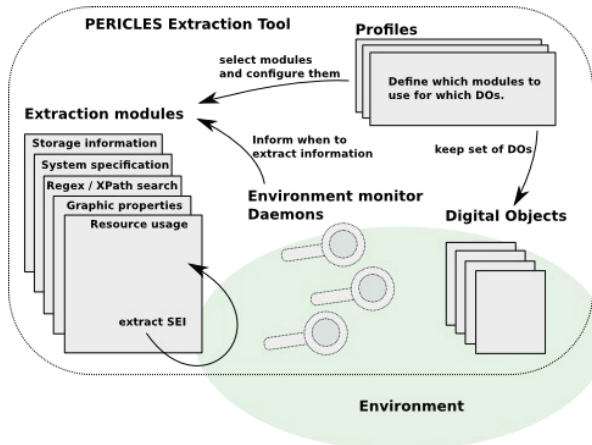 PERICLES Extraction Tool
Profiles
select modules
and configure them
Define which modules to
use for which DOs.
Extraction modules
Storage information
System specification
Regex / XPath search
Graphic properties
Resource usage
extract SEI
Inform when to
extract information
keep set of DOs
Environment monitor
Daemons
Digital Objects
Environment